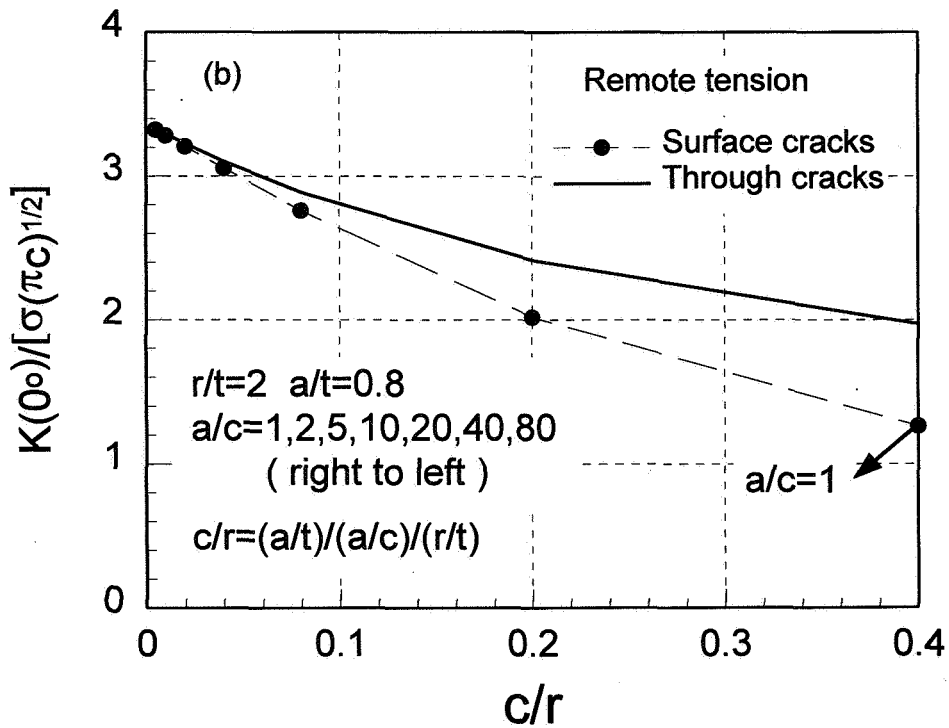 K(0°)/[σ(πc)^1/2]
4
3
2
1
0
(b)
Remote tension
Surface cracks
Through cracks
r/t=2 a/t=0.8
a/c=1,2,5,10,20,40,80
( right to left )
c/r=(a/t)/(a/c)/(r/t)
a/c=1
0 0.1 0.2 0.3 0.4
c/r